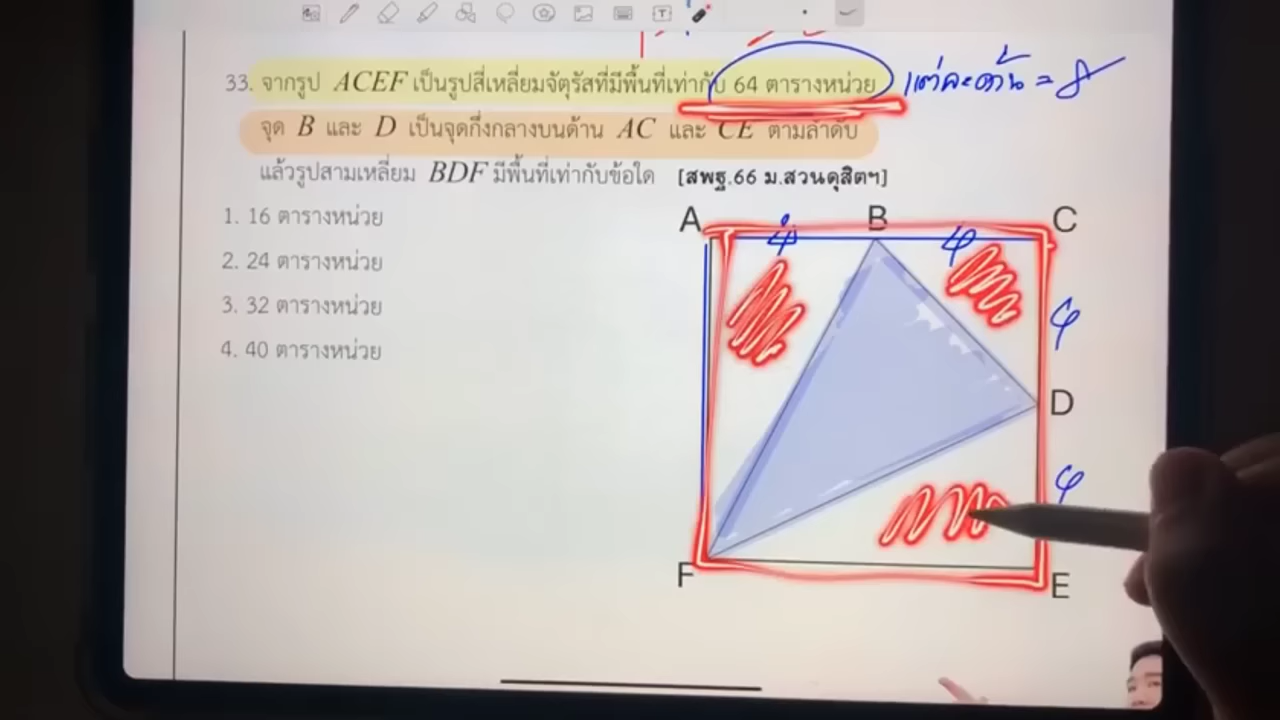 33. จากรูป ACEF เป็นรูปสี่เหลี่ยมจัตุรัสที่มีพื้นที่เท่ากับ 64 ตารางหน่วย แต่ละด้าน = 8
จุด B และ D เป็นจุดกึ่งกลางบนด้าน AC และ CE ตามลำดับ
แล้วรูปสามเหลี่ยม BDF มีพื้นที่เท่ากับข้อใด [สพฐ.66 ม.สวนดุสิตฯ]
1. 16 ตารางหน่วย
2. 24 ตารางหน่วย
3. 32 ตารางหน่วย
4. 40 ตารางหน่วย
A B C
4 4
4
D
4
F E